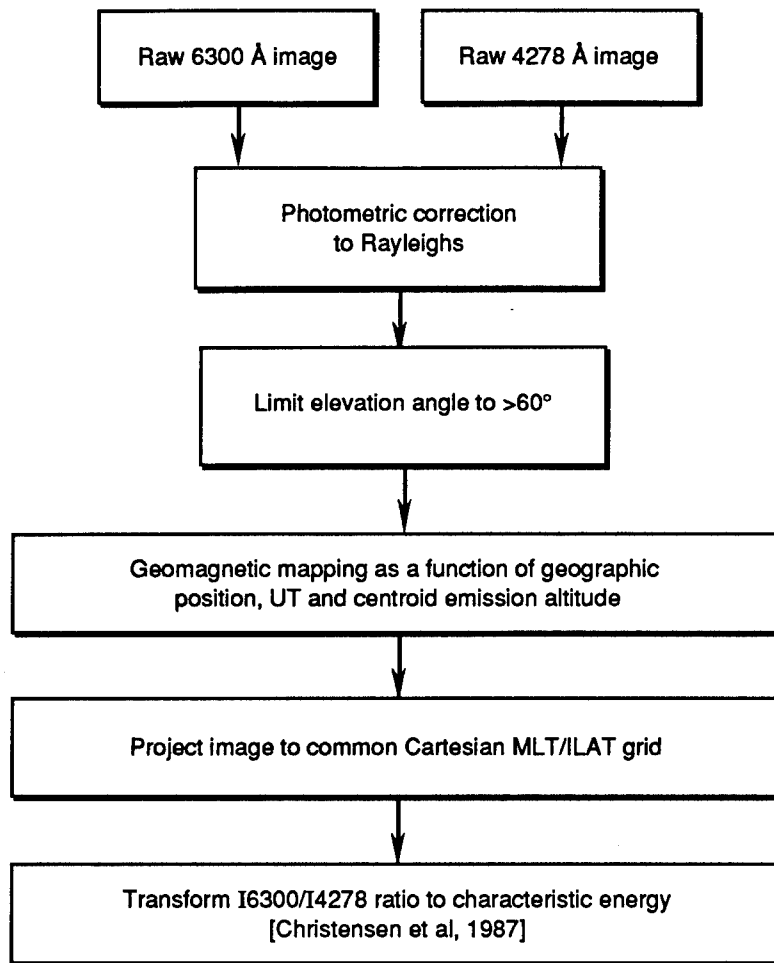 Raw 6300 Å image
Raw 4278 Å image
Photometric correction
to Rayleighs
Limit elevation angle to >60°
Geomagnetic mapping as a function of geographic
position, UT and centroid emission altitude
Project image to common Cartesian MLT/ILAT grid
Transform I6300/I4278 ratio to characteristic energy
[Christensen et al, 1987]